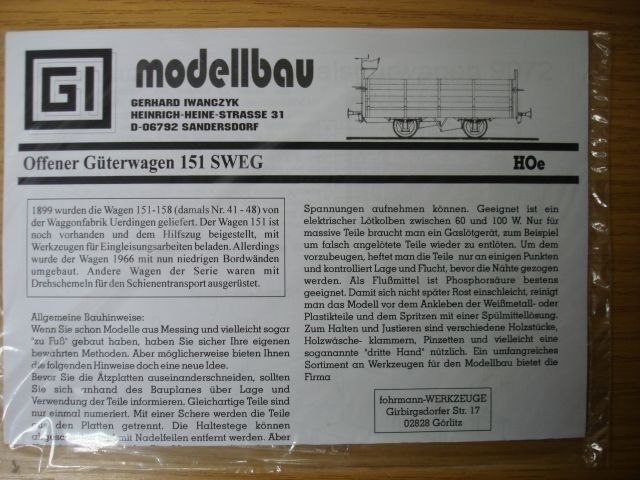 GI
modellbau
GERHARD IWANCZYK
HEINRICH-HEINE-STRASSE 31
D-06792 SANDERSDORF
Offener Güterwagen 151 SWEG
HOe
1899 wurden die Wagen 151-158 (damals Nr. 41 - 48) von
der Waggonfabrik Uerdingen geliefert. Der Wagen 151 ist
noch vorhanden und dem Hilfszug beigestellt, mit
Werkzeugen für Eingleisungsarbeiten beladen. Allerdings
wurde der Wagen 1966 mit nun niedrigen Bordwänden
umgebaut. Andere Wagen der Serie waren mit
Drehschemeln für den Schienentransport ausgerüstet.
Allgemeine Bauhinweise:
Wenn Sie schon Modelle aus Messing und vielleicht sogar
"zu Fuß" gebaut haben, haben Sie sicher Ihre eigenen
bewährten Methoden. Aber möglicherweise bieten Ihnen
die folgenden Hinweise doch eine neue Idee.
Bevor Sie die Ätzplatten auseinanderschneiden, sollten
Sie sich anhand des Bauplanes über Lage und
Verwendung der Teile informieren. Gleichartige Teile sind
nur einmal numeriert. Mit einer Schere werden die Teile
aus den Platten getrennt. Die Haltestege können
mit Nadelfeilen entfernt werden. Aber
Spannungen aufnehmen können. Geeignet ist ein
elektrischer Lötkolben zwischen 60 und 100 W. Nur für
massive Teile braucht man ein Gaslötgerät, zum Beispiel
um falsch angelötete Teile wieder zu entlöten. Um dem
vorzubeugen, heftet man die Teile nur an einigen Punkten
und kontrolliert Lage und Flucht, bevor die Nähte gezogen
werden. Als Flußmittel ist Phosphorsäure bestens
geeignet. Damit sich nicht später Rost einschleicht, reinigt
man das Modell vor dem Ankleben der Weißmetall- oder
Plastikteile und dem Spritzen mit einer Spülmittellösung.
Zum Halten und Justieren sind verschiedene Holzstücke,
Holzwäsche- klammern, Pinzetten und vielleicht eine
soganannte "dritte Hand" nützlich. Ein umfangreiches
Sortiment an Werkzeugen für den Modellbau bietet die
Firma
fohrmann-WERKZEUGE
Girbigsdorfer Str. 17
02828 Görlitz